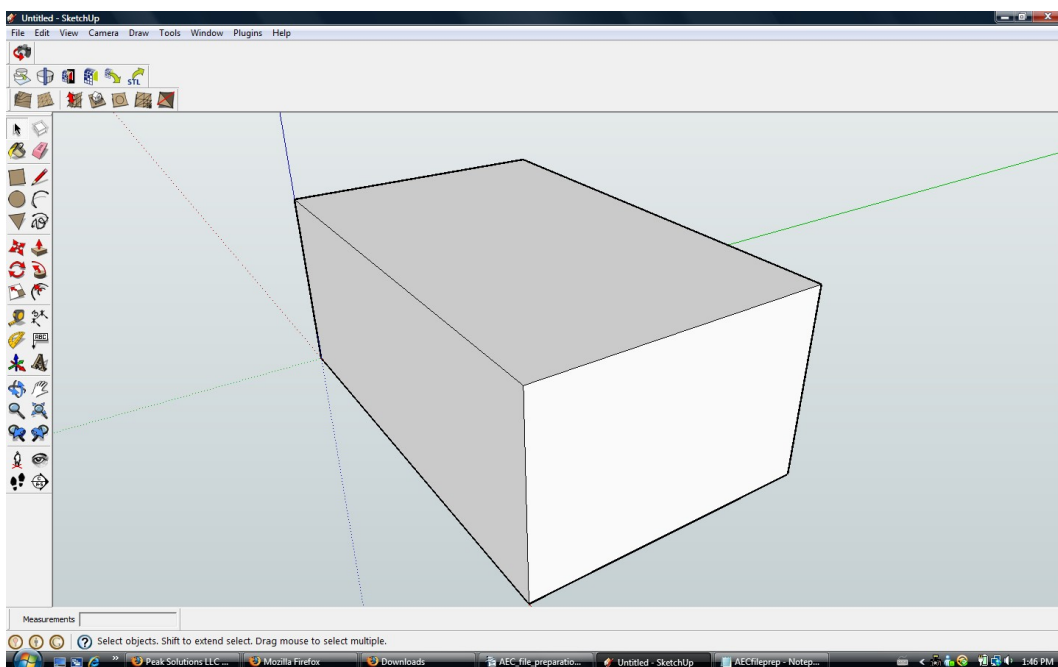 Untitled - SketchUp
File Edit View Camera Draw Tools Window Plugins Help
STL
ABC
Measurements
Select objects. Shift to extend select. Drag mouse to select multiple.
Peak Solutions LLC ... Mozilla Firefox Downloads AEC_file_preparatio... Untitled - SketchUp AECfileprep - Notep... 1:46 PM